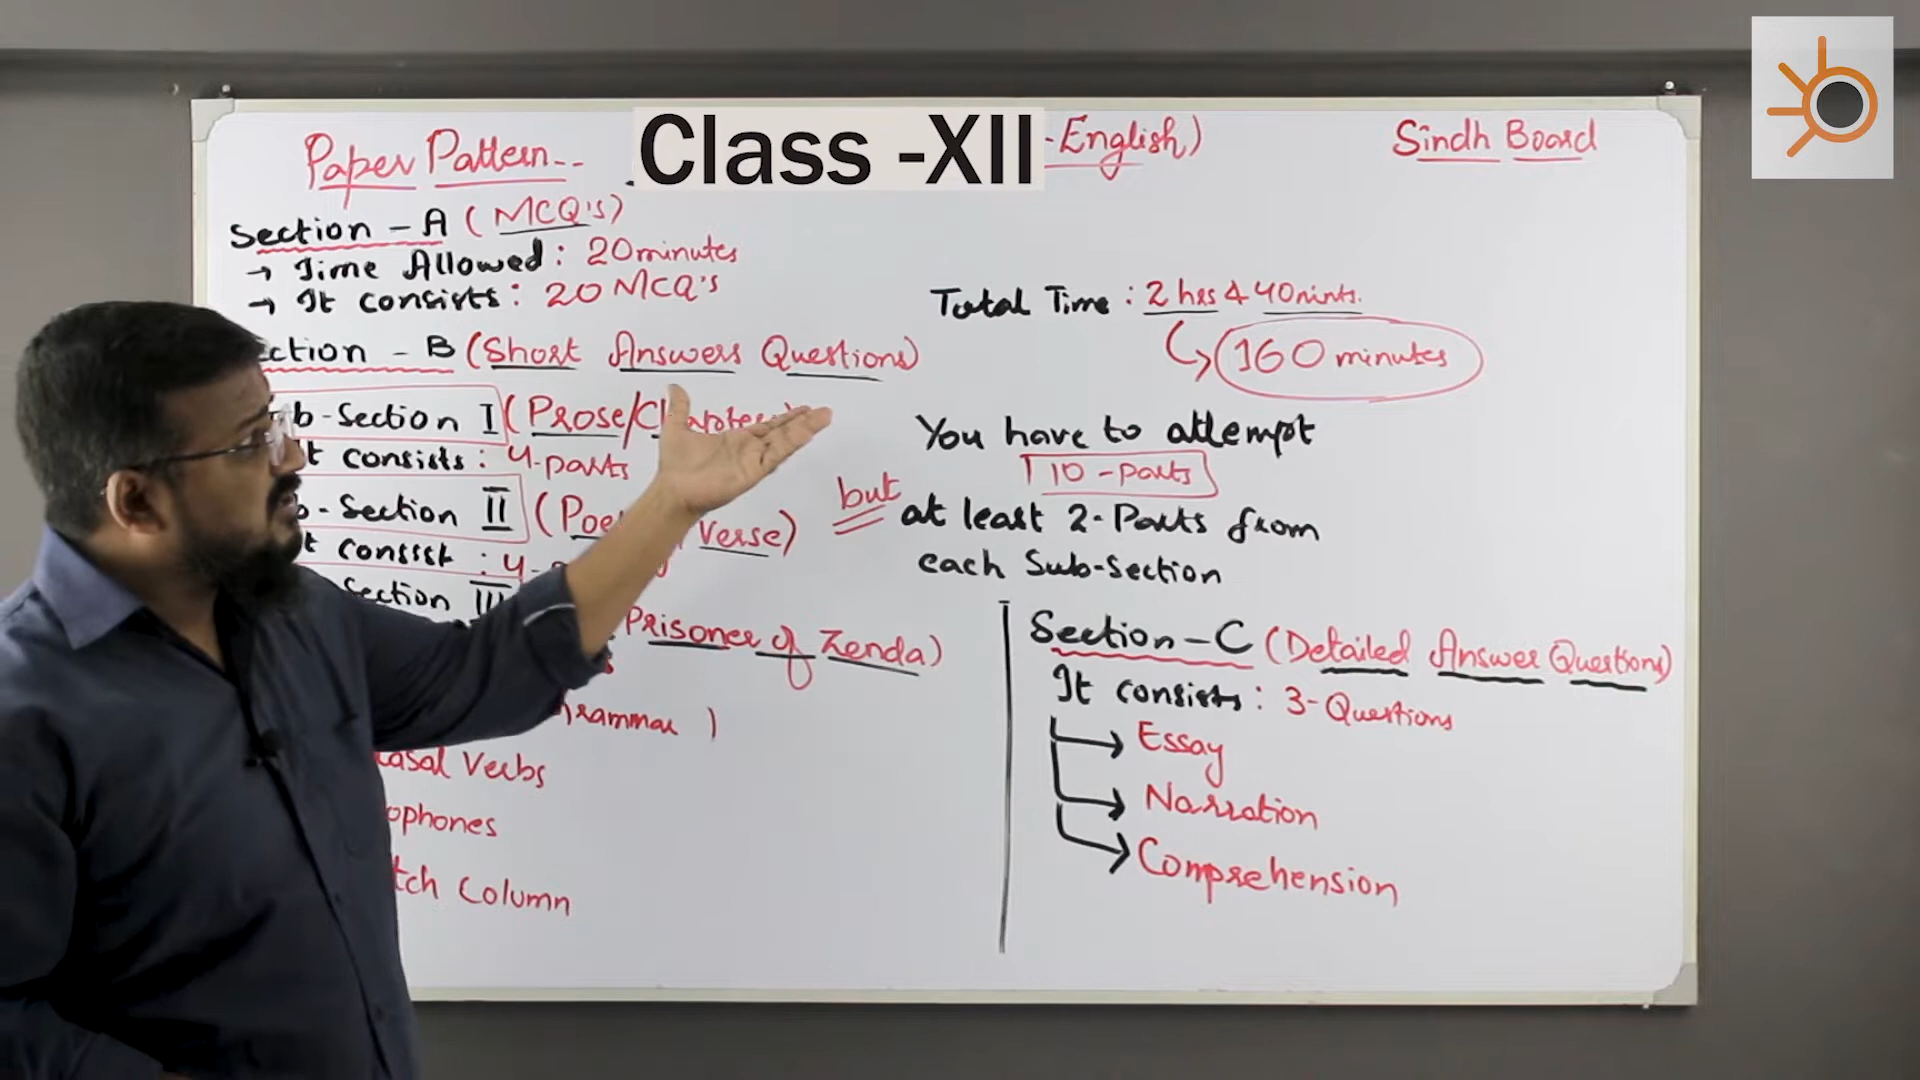 Paper Pattern-- Class -XII -English) Sindh Board
Section - A (MCQ's)
→ Time Allowed: 20 minutes
→ It consists: 20 MCQ's
ction - B (Short Answers Questions)
b-Section I (Prose/
t consists: 4-parts
b-Section II (Poe Verse)
t consist: 4-
Section III
Prisoner of Zenda)
rammar)
asal Verbs
ophones
tch Column
Total Time: 2 hrs & 40 mints.
160 minutes
You have to attempt
10-parts
but at least 2-Parts from
each Sub-Section
Section-C (Detailed Answer Questions)
It consists: 3-Questions
→ Essay
→ Narration
→ Comprehension